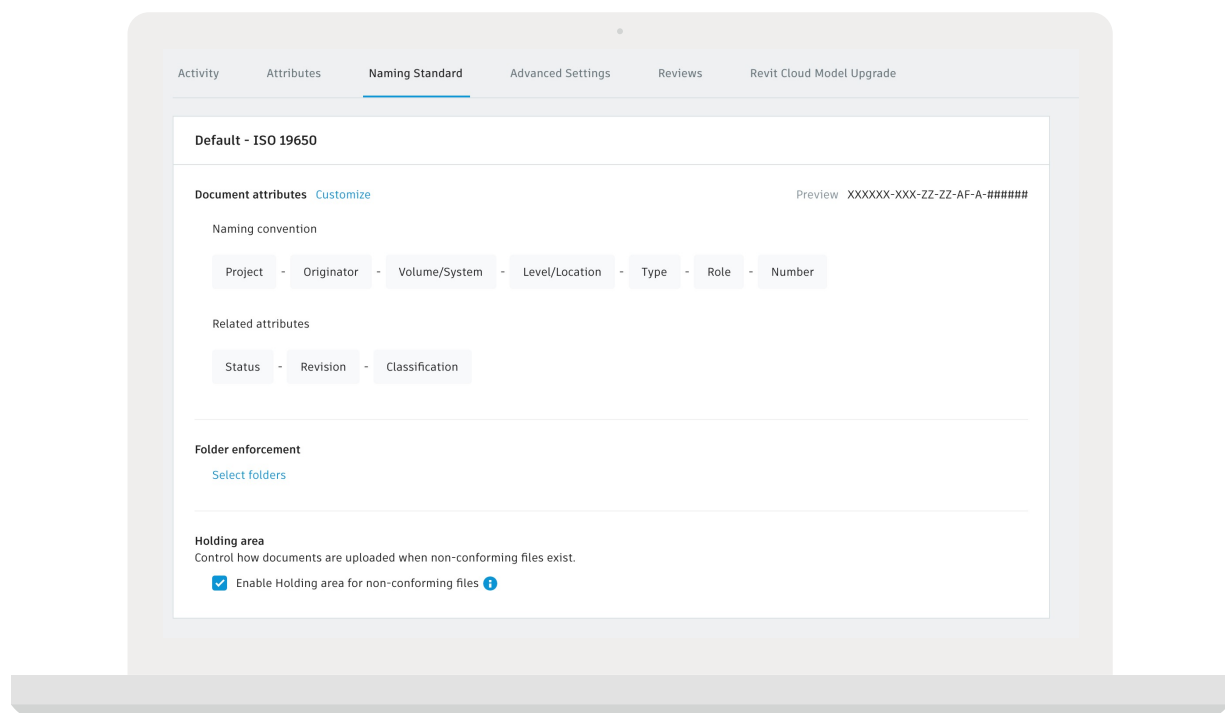 Activity Attributes Naming Standard Advanced Settings Reviews Revit Cloud Model Upgrade
Default - ISO 19650
Document attributes Customize Preview XXXXXX-XXX-ZZ-ZZ-AF-A-######
Naming convention
Project - Originator - Volume/System - Level/Location - Type - Role - Number
Related attributes
Status - Revision - Classification
Folder enforcement
Select folders
Holding area
Control how documents are uploaded when non-conforming files exist.
Enable Holding area for non-conforming files